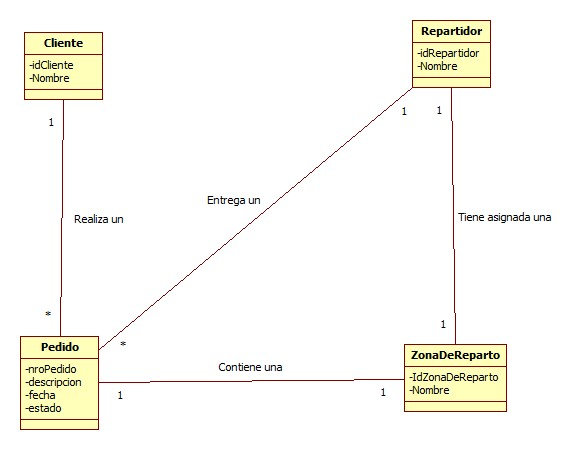 Cliente
-idCliente
-Nombre
Repartidor
-idRepartidor
-Nombre
1
1
1
Entrega un
Realiza un
Tiene asignada una
*
*
1
Pedido
-nroPedido
-descripcion
-fecha
-estado
Contiene una
1
1
ZonaDeReparto
-IdZonaDeReparto
-Nombre